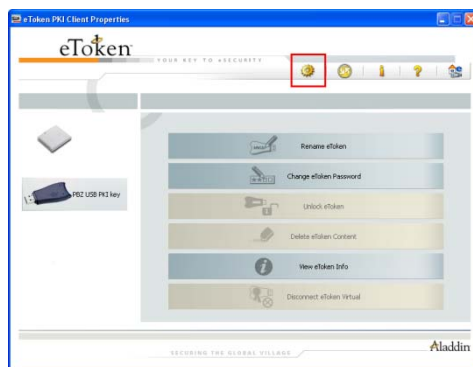 eToken PKI Client Properties
eToken
YOUR KEY TO eSECURITY
Rename eToken
Change eToken Password
PBZ USB PKI key
Unlock eToken
Delete eToken Content
View eToken Info
Disconnect eToken Virtual
SECURING THE GLOBAL VILLAGE
Aladdin